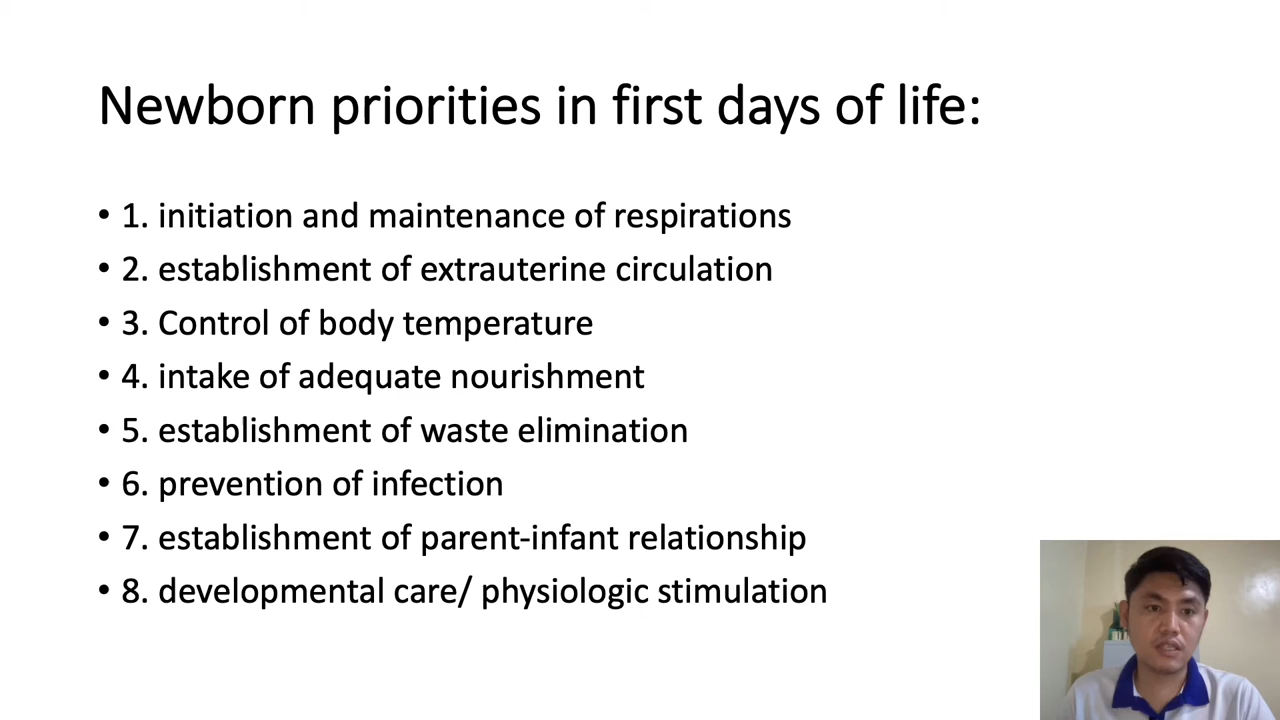 Newborn priorities in first days of life:
• 1. initiation and maintenance of respirations
• 2. establishment of extrauterine circulation
• 3. Control of body temperature
• 4. intake of adequate nourishment
• 5. establishment of waste elimination
• 6. prevention of infection
• 7. establishment of parent-infant relationship
• 8. developmental care/ physiologic stimulation